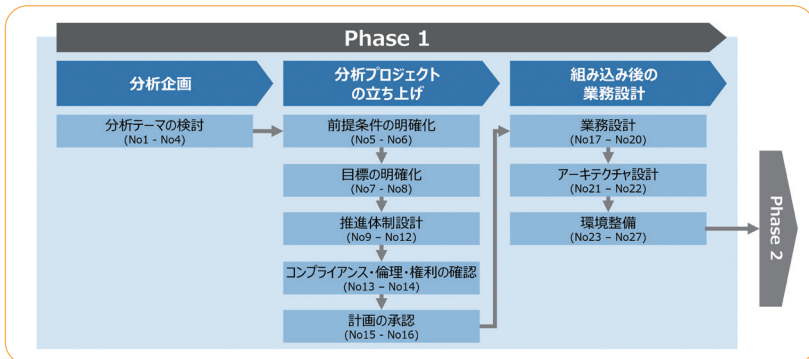 Phase 1
分析企画
分析プロジェクト
の立ち上げ
組み込み後の
業務設計
分析テーマの検討
(No1 - No4)
前提条件の明確化
(No5 - No6)
目標の明確化
(No7 - No8)
推進体制設計
(No9 – No12)
コンプライアンス・倫理・権利の確認
(No13 – No14)
計画の承認
(No15 - No16)
業務設計
(No17 – No20)
アーキテクチャ設計
(No21 – No22)
環境整備
(No23 – No27)
Phase 2